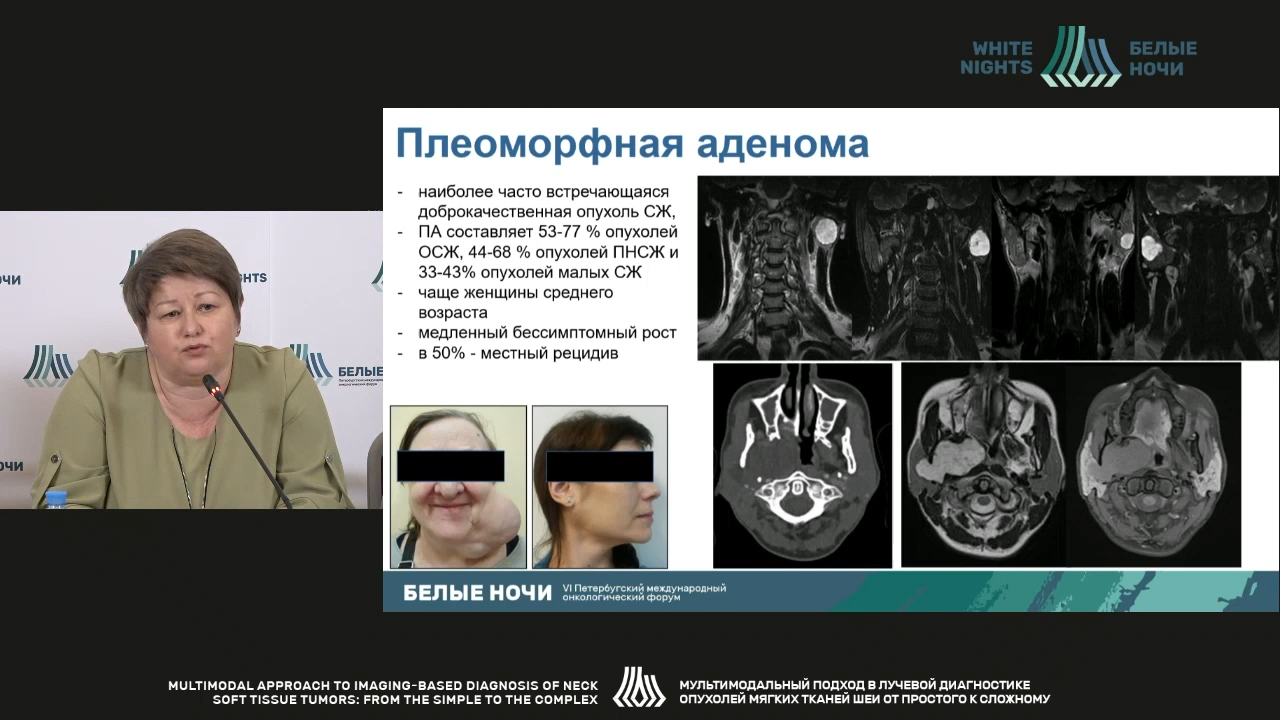 WHITE
NIGHTS
БЕЛЫЕ
НОЧИ
Плеоморфная аденома
- наиболее часто встречающаяся
доброкачественная опухоль СЖ,
- ПА составляет 53-77 % опухолей
ОСЖ, 44-68 % опухолей ПНСЖ и
33-43% опухолей малых СЖ
- чаще женщины среднего
возраста
- медленный бессимптомный рост
- в 50% - местный рецидив
БЕЛЫЕ НОЧИ
VI Петербугский международный
онкологический форум
БЕЛЫЕ
MULTIMODAL APPROACH TO IMAGING-BASED DIAGNOSIS OF NECK
SOFT TISSUE TUMORS: FROM THE SIMPLE TO THE COMPLEX
МУЛЬТИМОДАЛЬНЫЙ ПОДХОД В ЛУЧЕВОЙ ДИАГНОСТИКЕ
ОПУХОЛЕЙ МЯГКИХ ТКАНЕЙ ШЕИ ОТ ПРОСТОГО К СЛОЖНОМУ